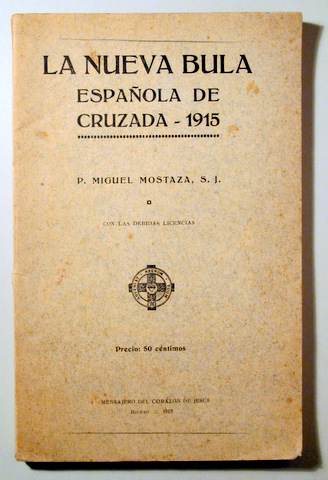 LA NUEVA BULA
ESPAÑOLA DE
CRUZADA - 1915
P. MIGUEL MOSTAZA, S. J.
CON LAS DEBIDAS LICENCIAS
Precio: 50 céntimos
MENSAJERO DEL CORAZÓN DE JESÚS
BILBAO :: 1915